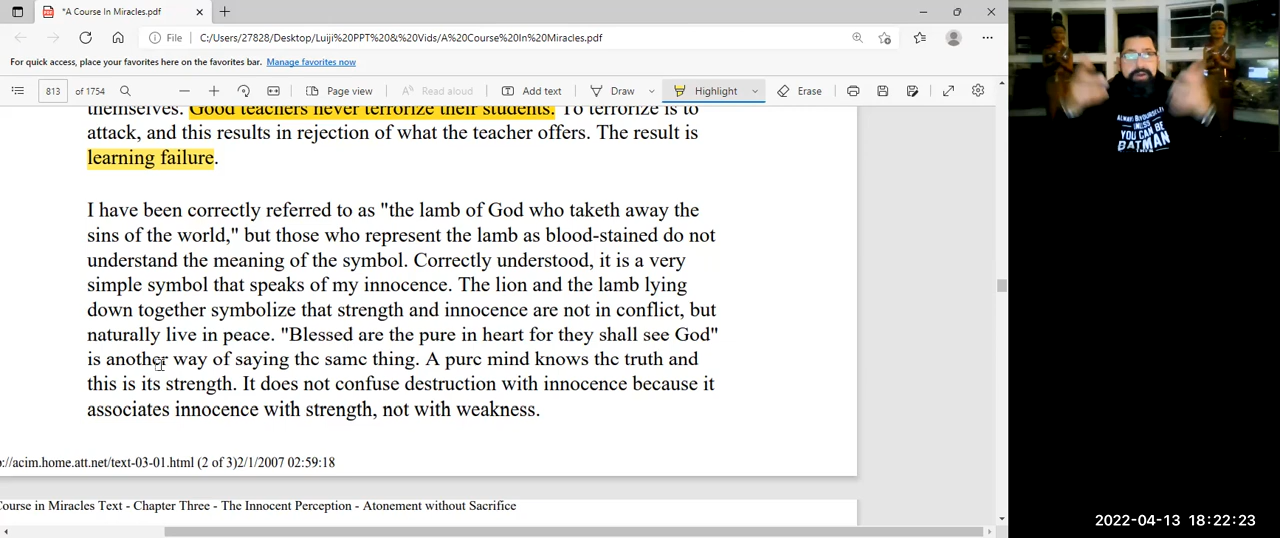 *A Course In Miracles.pdf
File
C:/Users/27828/Desktop/Luiji%20PPT%20&%20Vids/A%20Course%20In%20Miracles.pdf
For quick access, place your favorites here on the favorites bar. Manage favorites now
813 of 1754
Page view
Read aloud
Add text
Draw
Highlight
Erase
themselves. Good teachers never terrorize their students. To terrorize is to
attack, and this results in rejection of what the teacher offers. The result is
learning failure.
I have been correctly referred to as "the lamb of God who taketh away the
sins of the world," but those who represent the lamb as blood-stained do not
understand the meaning of the symbol. Correctly understood, it is a very
simple symbol that speaks of my innocence. The lion and the lamb lying
down together symbolize that strength and innocence are not in conflict, but
naturally live in peace. "Blessed are the pure in heart for they shall see God"
is another way of saying the same thing. A pure mind knows the truth and
this is its strength. It does not confuse destruction with innocence because it
associates innocence with strength, not with weakness.
://acim.home.att.net/text-03-01.html (2 of 3)2/1/2007 02:59:18
Course in Miracles Text - Chapter Three - The Innocent Perception - Atonement without Sacrifice
ALWAYS BE YOURSELF
UNLESS
YOU CAN BE
BATMAN
2022-04-13 18:22:23